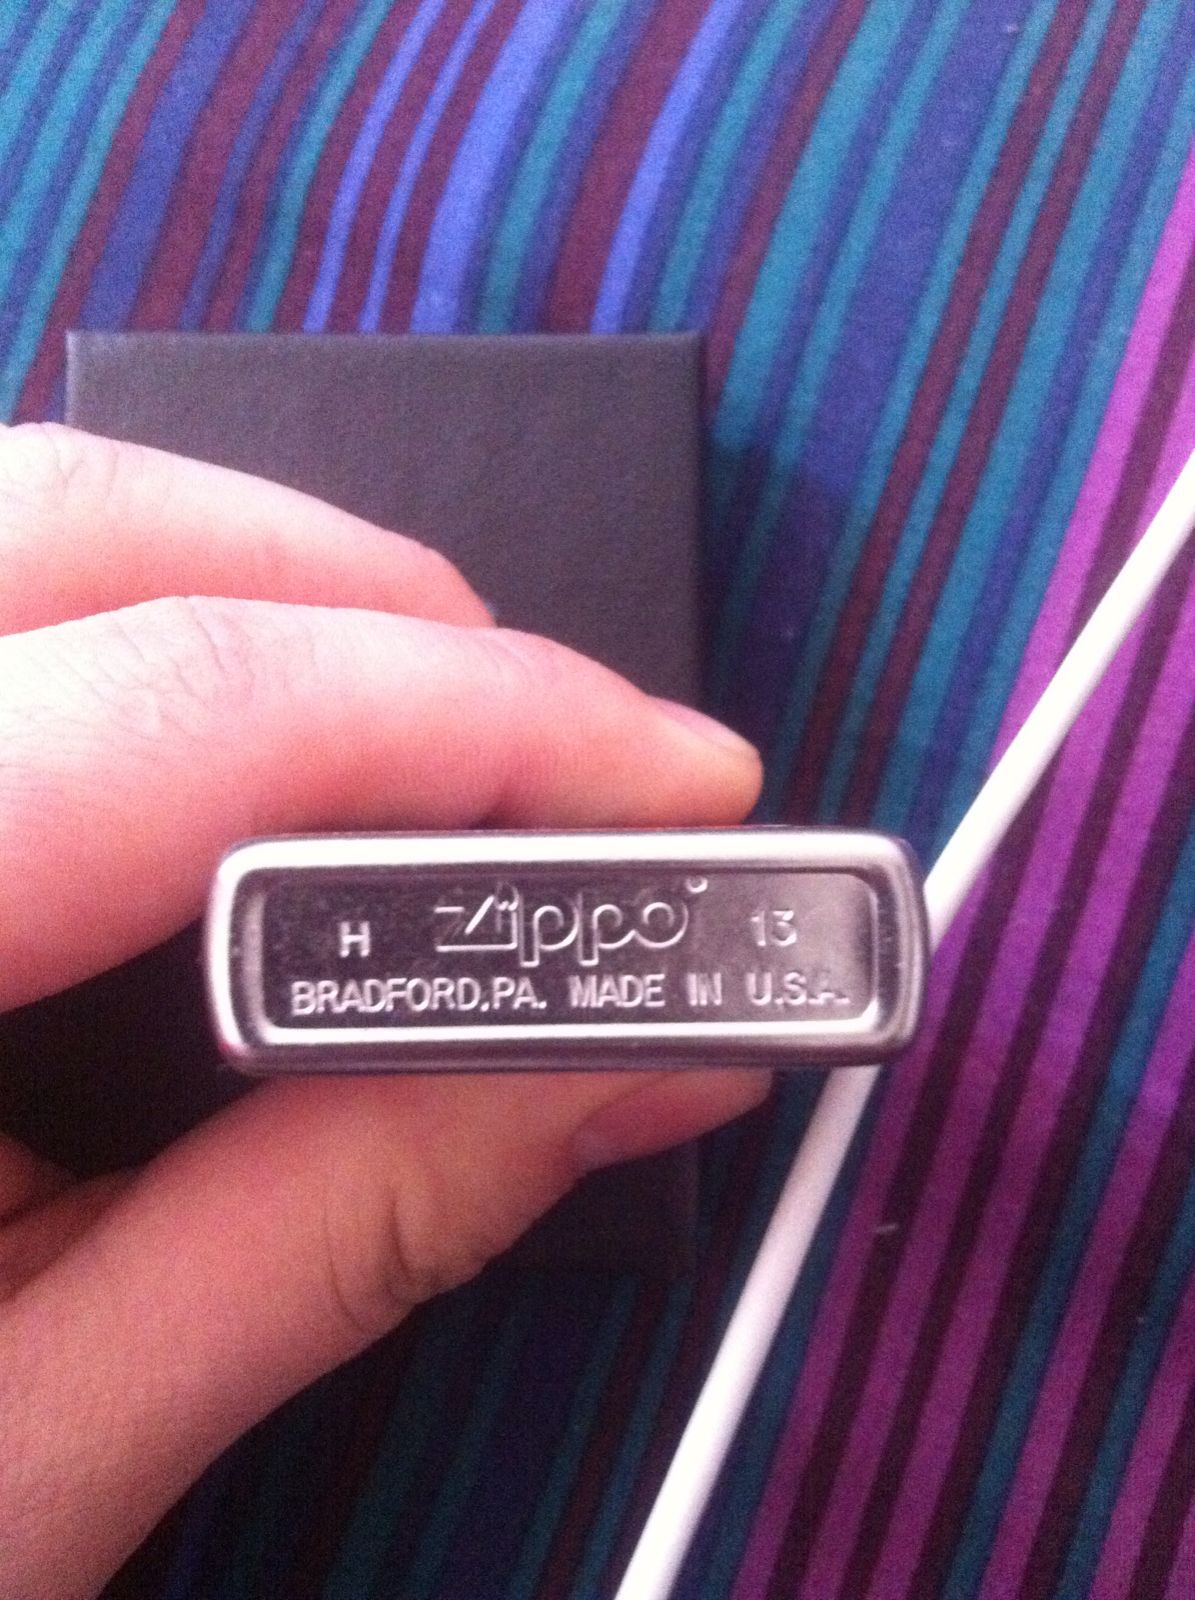 H Zippo 13
BRADFORD,PA. MADE IN U.S.A.